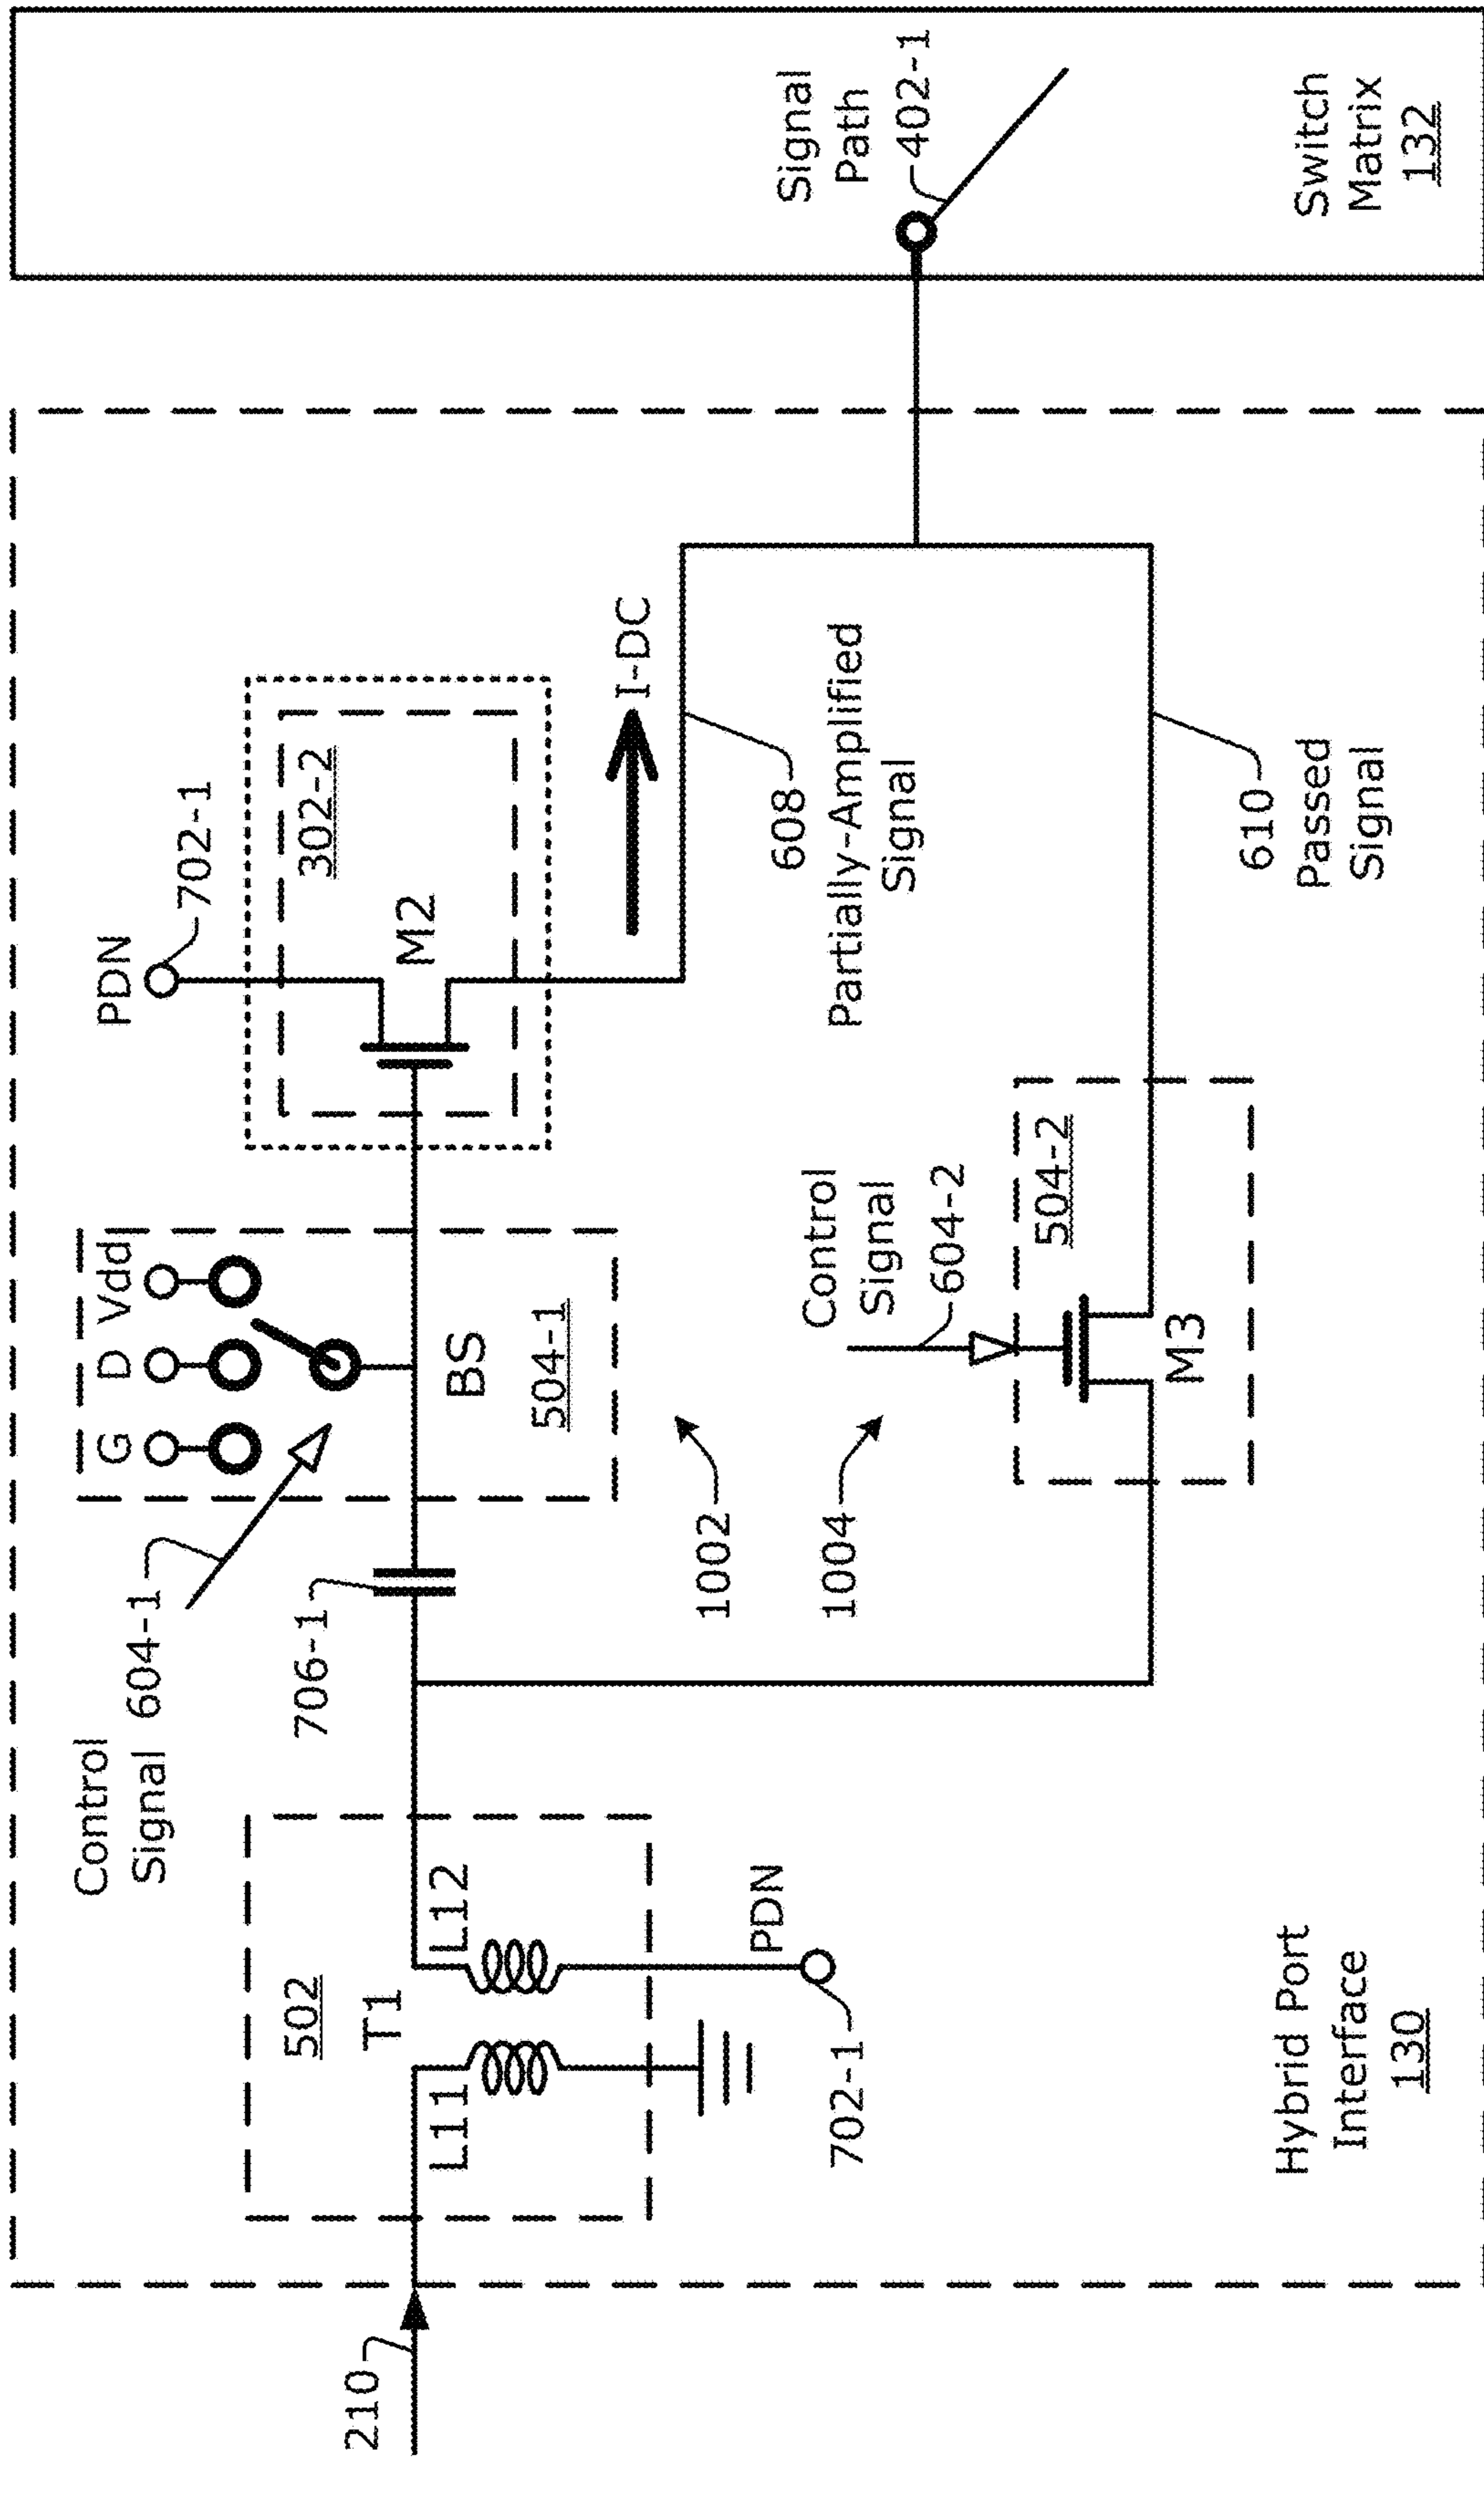 210
502
T1
L11
L12
PDN
702-1
Control
Signal 604-1
706-1
G D Vdd
BS
504-1
PDN
702-1
302-2
M2
I-DC
608
Partially-Amplified
Signal
1002
1004
Control
Signal
604-2
504-2
M3
610
Passed
Signal
Hybrid Port
Interface
130
Signal
Path
402-1
Switch
Matrix
132